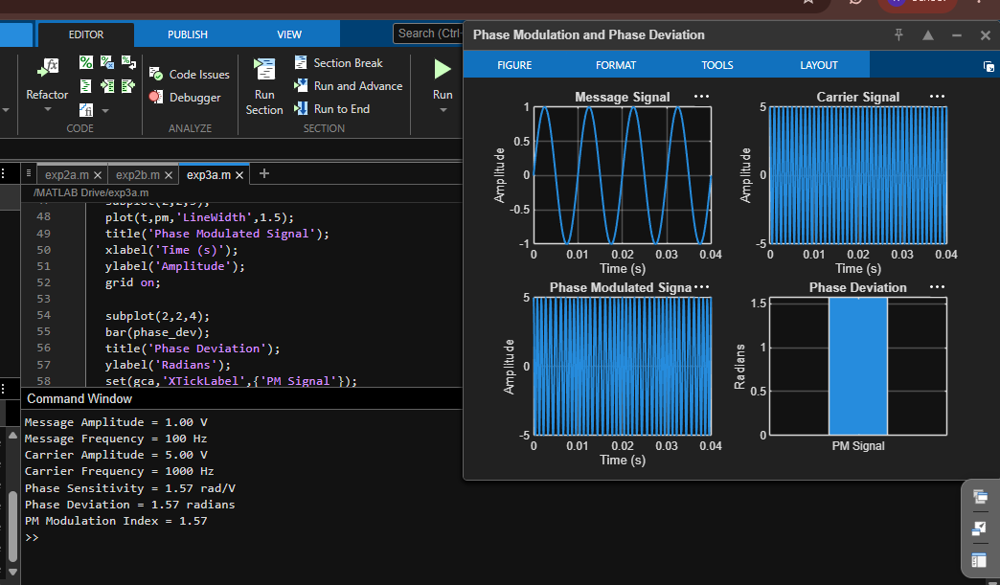 EDITOR
PUBLISH
VIEW
Search (Ctrl-
fx
Refactor
CODE
Code Issues
Debugger
ANALYZE
Run
Section
Section Break
Run and Advance
Run to End
SECTION
Run
exp2a.m
exp2b.m
exp3a.m
/MATLAB Drive/exp3a.m
48 plot(t,pm,'LineWidth',1.5);
49 title('Phase Modulated Signal');
50 xlabel('Time (s)');
51 ylabel('Amplitude');
52 grid on;
53
54 subplot(2,2,4);
55 bar(phase_dev);
56 title('Phase Deviation');
57 ylabel('Radians');
58 set(gca,'XTickLabel',{'PM Signal'});
Command Window
Message Amplitude = 1.00 V
Message Frequency = 100 Hz
Carrier Amplitude = 5.00 V
Carrier Frequency = 1000 Hz
Phase Sensitivity = 1.57 rad/V
Phase Deviation = 1.57 radians
PM Modulation Index = 1.57
>>
Phase Modulation and Phase Deviation
FIGURE
FORMAT
TOOLS
LAYOUT
Message Signal
Amplitude
1
0.5
0
-0.5
-1
0 0.01 0.02 0.03 0.04
Time (s)
Carrier Signal
Amplitude
5
0
-5
0 0.01 0.02 0.03 0.04
Time (s)
Phase Modulated Signa
Amplitude
5
0
-5
0 0.01 0.02 0.03 0.04
Time (s)
Phase Deviation
Radians
1.5
1
0.5
0
PM Signal